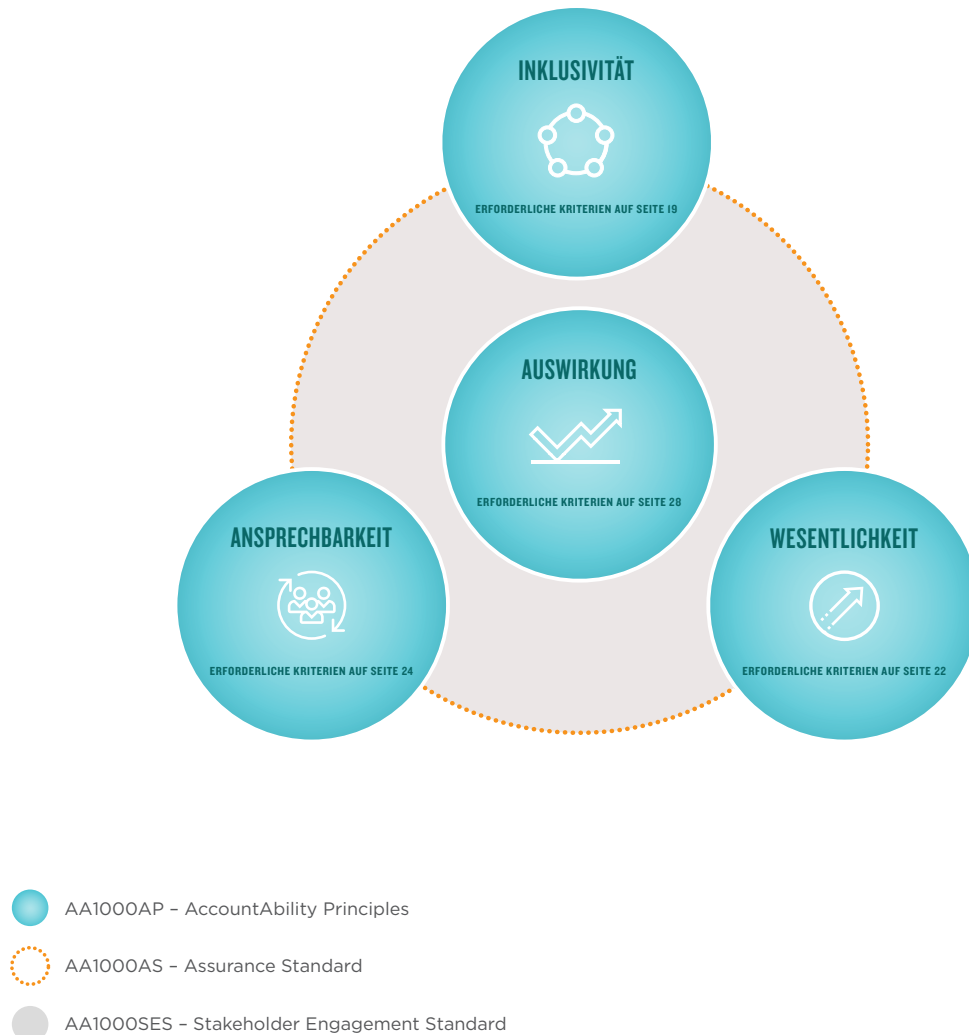 INKLUSIVITÄT
ERFORDERLICHE KRITERIEN AUF SEITE 19
AUSWIRKUNG
ERFORDERLICHE KRITERIEN AUF SEITE 28
ANSPRECHBARKEIT
ERFORDERLICHE KRITERIEN AUF SEITE 24
WESENTLICHKEIT
ERFORDERLICHE KRITERIEN AUF SEITE 22
AA1000AP – AccountAbility Principles
AA1000AS – Assurance Standard
AA1000SES – Stakeholder Engagement Standard